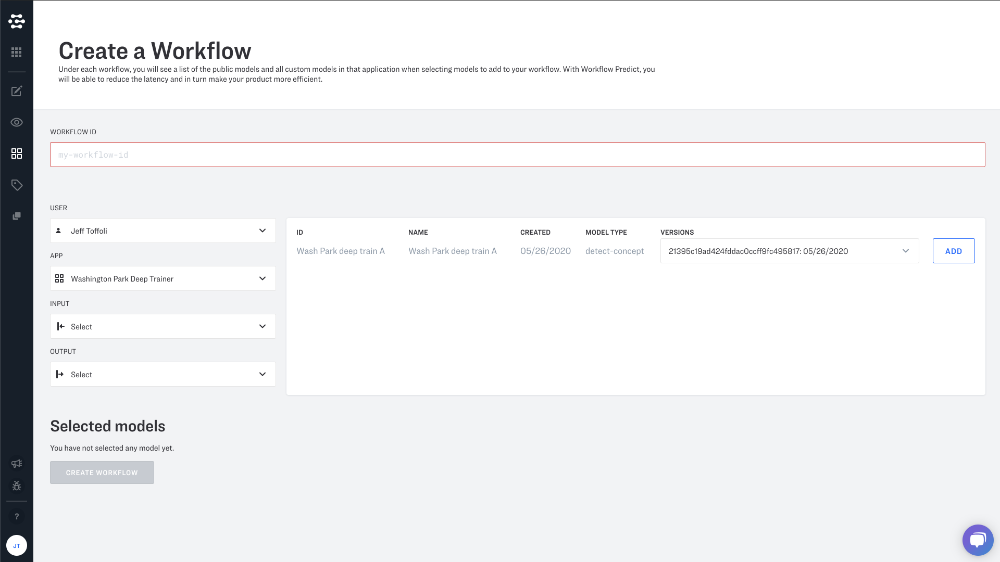 Create a Workflow
Under each workflow, you will see a list of the public models and all custom models in that application when selecting models to add to your workflow. With Workflow Predict, you
will be able to reduce the latency and in turn make your product more efficient.
WORKFLOW ID
my-workflow-id
USER
Jeff Toffoli
APP
Washington Park Deep Trainer
INPUT
Select
OUTPUT
Select
ID NAME CREATED MODEL TYPE VERSIONS
Wash Park deep train A Wash Park deep train A 05/26/2020 detect-concept 21395c19ad424fddac0ccff9fc495817: 05/26/2020 ADD
Selected models
You have not selected any model yet.
CREATE WORKFLOW
?
JT